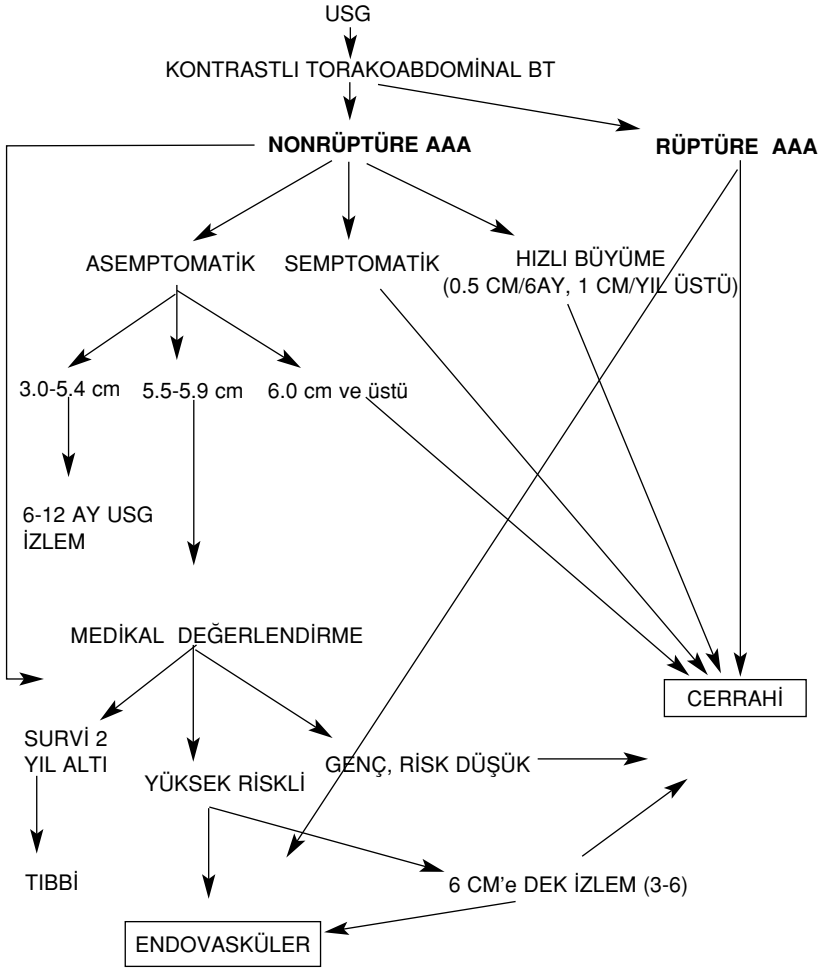 USG
KONTRASTLI TORAKOABDOMİNAL BT
NONRÜPTÜRE AAA
RÜPTÜRE AAA
ASEMPTOMATİK
SEMPTOMATİK
HIZLI BÜYÜME
(0.5 CM/6AY, 1 CM/YIL ÜSTÜ)
3.0-5.4 cm
5.5-5.9 cm
6.0 cm ve üstü
6-12 AY USG
İZLEM
MEDİKAL DEĞERLENDİRME
CERRAHİ
SURVİ 2
YIL ALTI
YÜKSEK RİSKLİ
GENÇ, RİSK DÜŞÜK
TIBBİ
6 CM'e DEK İZLEM (3-6)
ENDOVASKÜLER